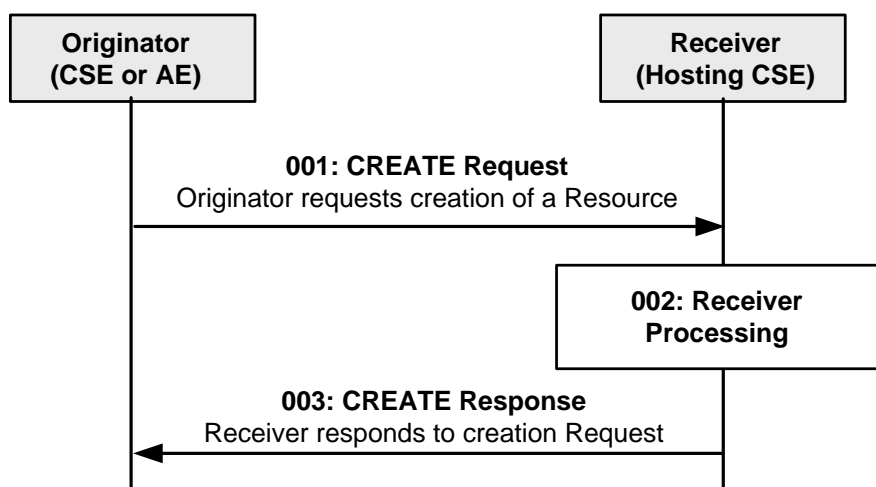 Originator
(CSE or AE)
Receiver
(Hosting CSE)
001: CREATE Request
Originator requests creation of a Resource
002: Receiver
Processing
003: CREATE Response
Receiver responds to creation Request